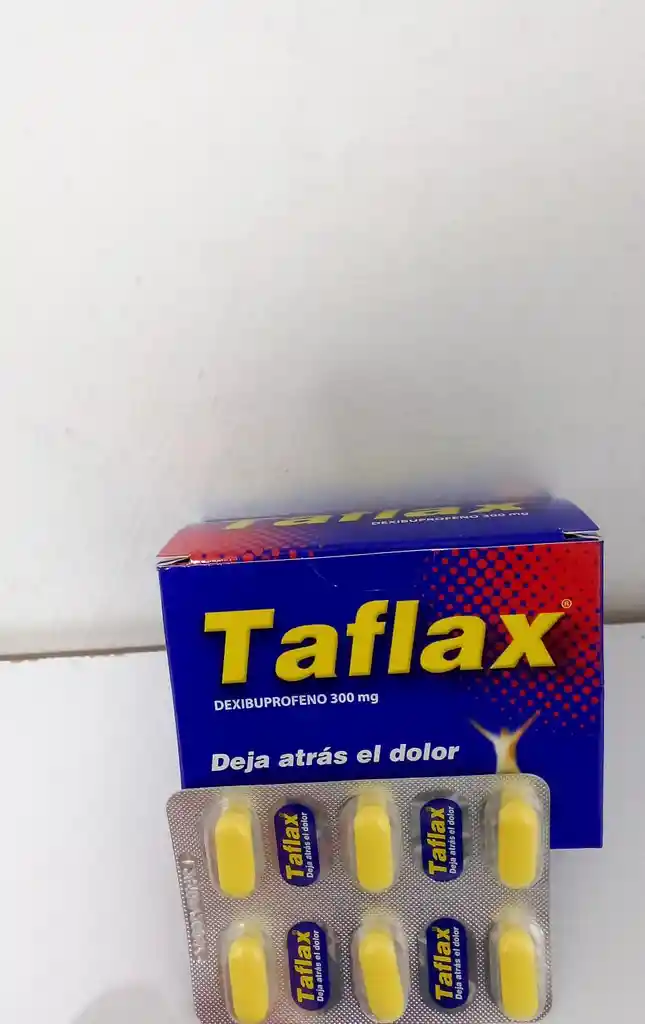 Taflax
DEXIBUPROFENO 300 mg
Taflax®
DEXIBUPROFENO 300 mg
Deja atrás el dolor
Taflax
Deja atrás el dolor
Taflax
Deja atrás el dolor
Taflax
Deja atrás el dolor
Taflax
Deja atrás el dolor